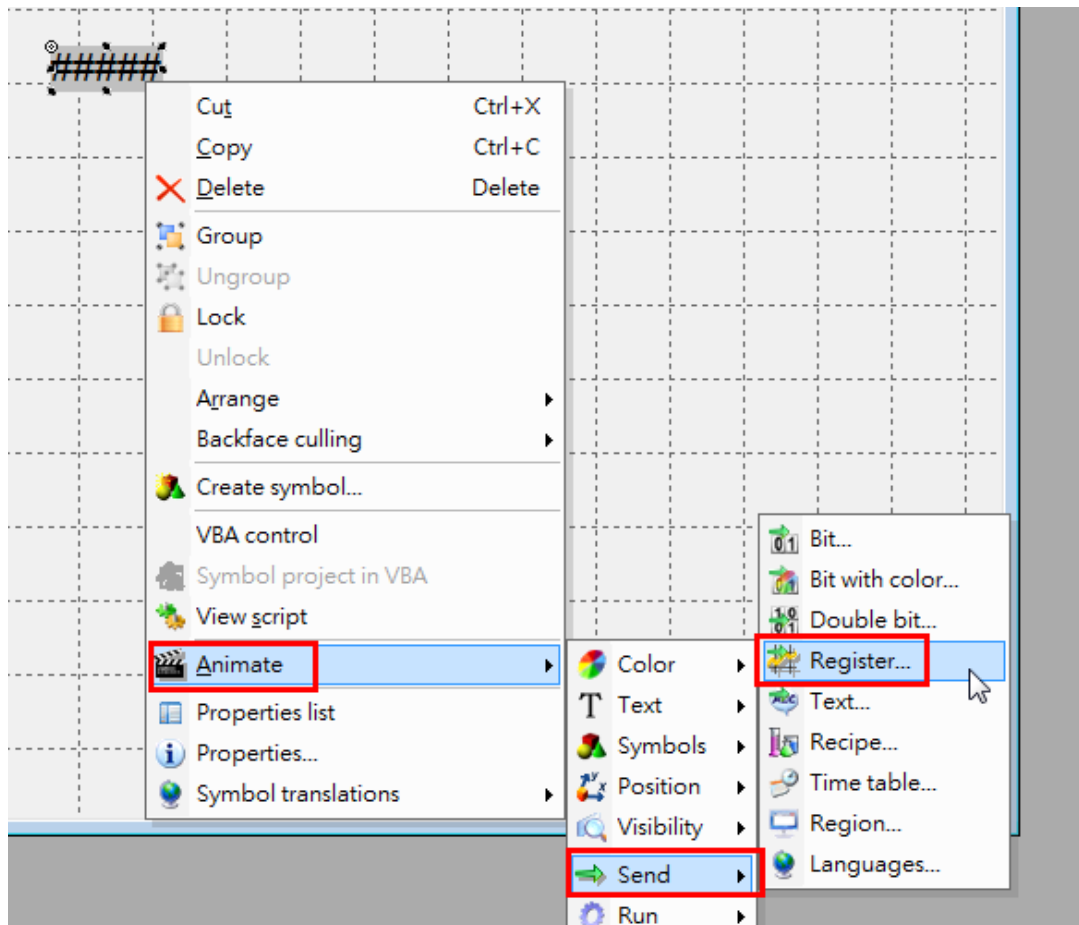 #####
Cut Ctrl+X
Copy Ctrl+C
Delete Delete
Group
Ungroup
Lock
Unlock
Arrange
Backface culling
Create symbol...
VBA control
Symbol project in VBA
View script
Animate
Properties list
Properties...
Symbol translations
Color
Text
Symbols
Position
Visibility
Send
Run
Bit...
Bit with color...
Double bit...
Register...
Text...
Recipe...
Time table...
Region...
Languages...